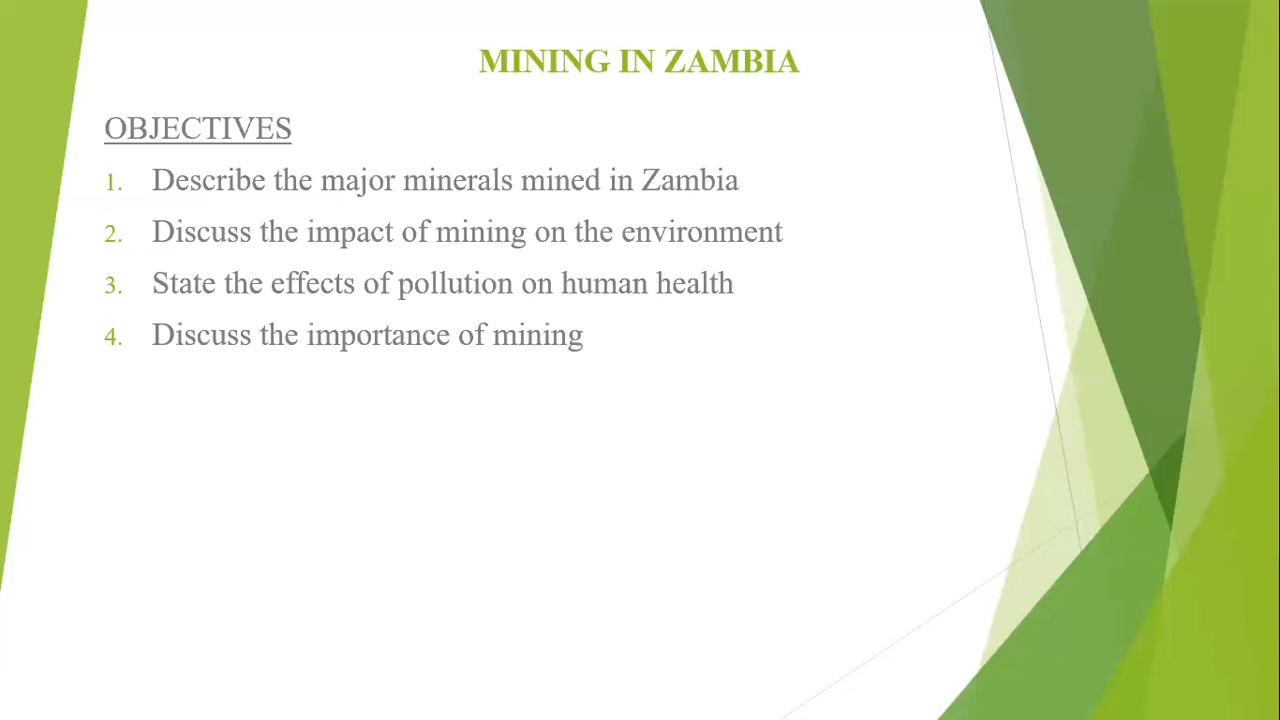 MINING IN ZAMBIA
OBJECTIVES
1. Describe the major minerals mined in Zambia
2. Discuss the impact of mining on the environment
3. State the effects of pollution on human health
4. Discuss the importance of mining